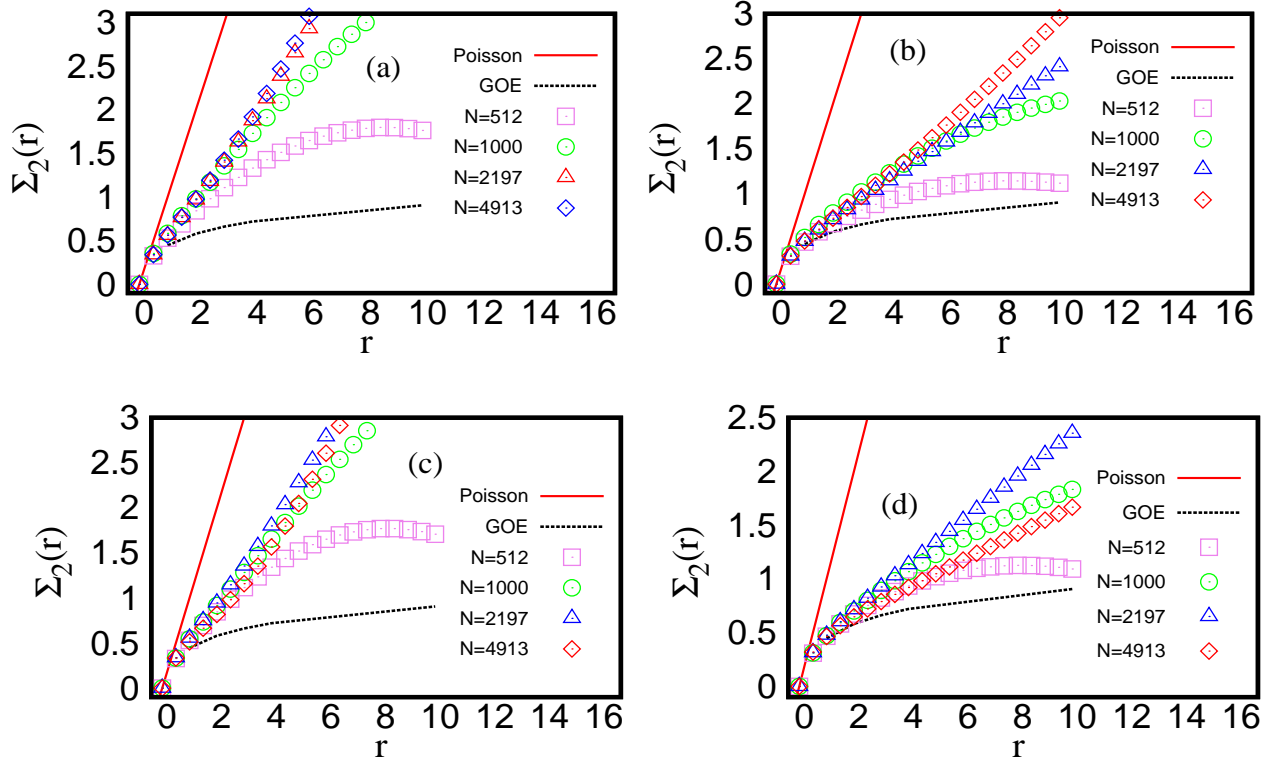 3
2.5
2
1.5
1
0.5
0
Σ₂(r)
(a)
Poisson
GOE
N=512
N=1000
N=2197
N=4913
0 2 4 6 8 10 12 14 16
r
3
2.5
2
1.5
1
0.5
0
Σ₂(r)
(b)
Poisson
GOE
N=512
N=1000
N=2197
N=4913
0 2 4 6 8 10 12 14 16
r
3
2.5
2
1.5
1
0.5
0
Σ₂(r)
(c)
Poisson
GOE
N=512
N=1000
N=2197
N=4913
0 2 4 6 8 10 12 14 16
r
2.5
2
1.5
1
0.5
0
Σ₂(r)
(d)
Poisson
GOE
N=512
N=1000
N=2197
N=4913
0 2 4 6 8 10 12 14 16
r